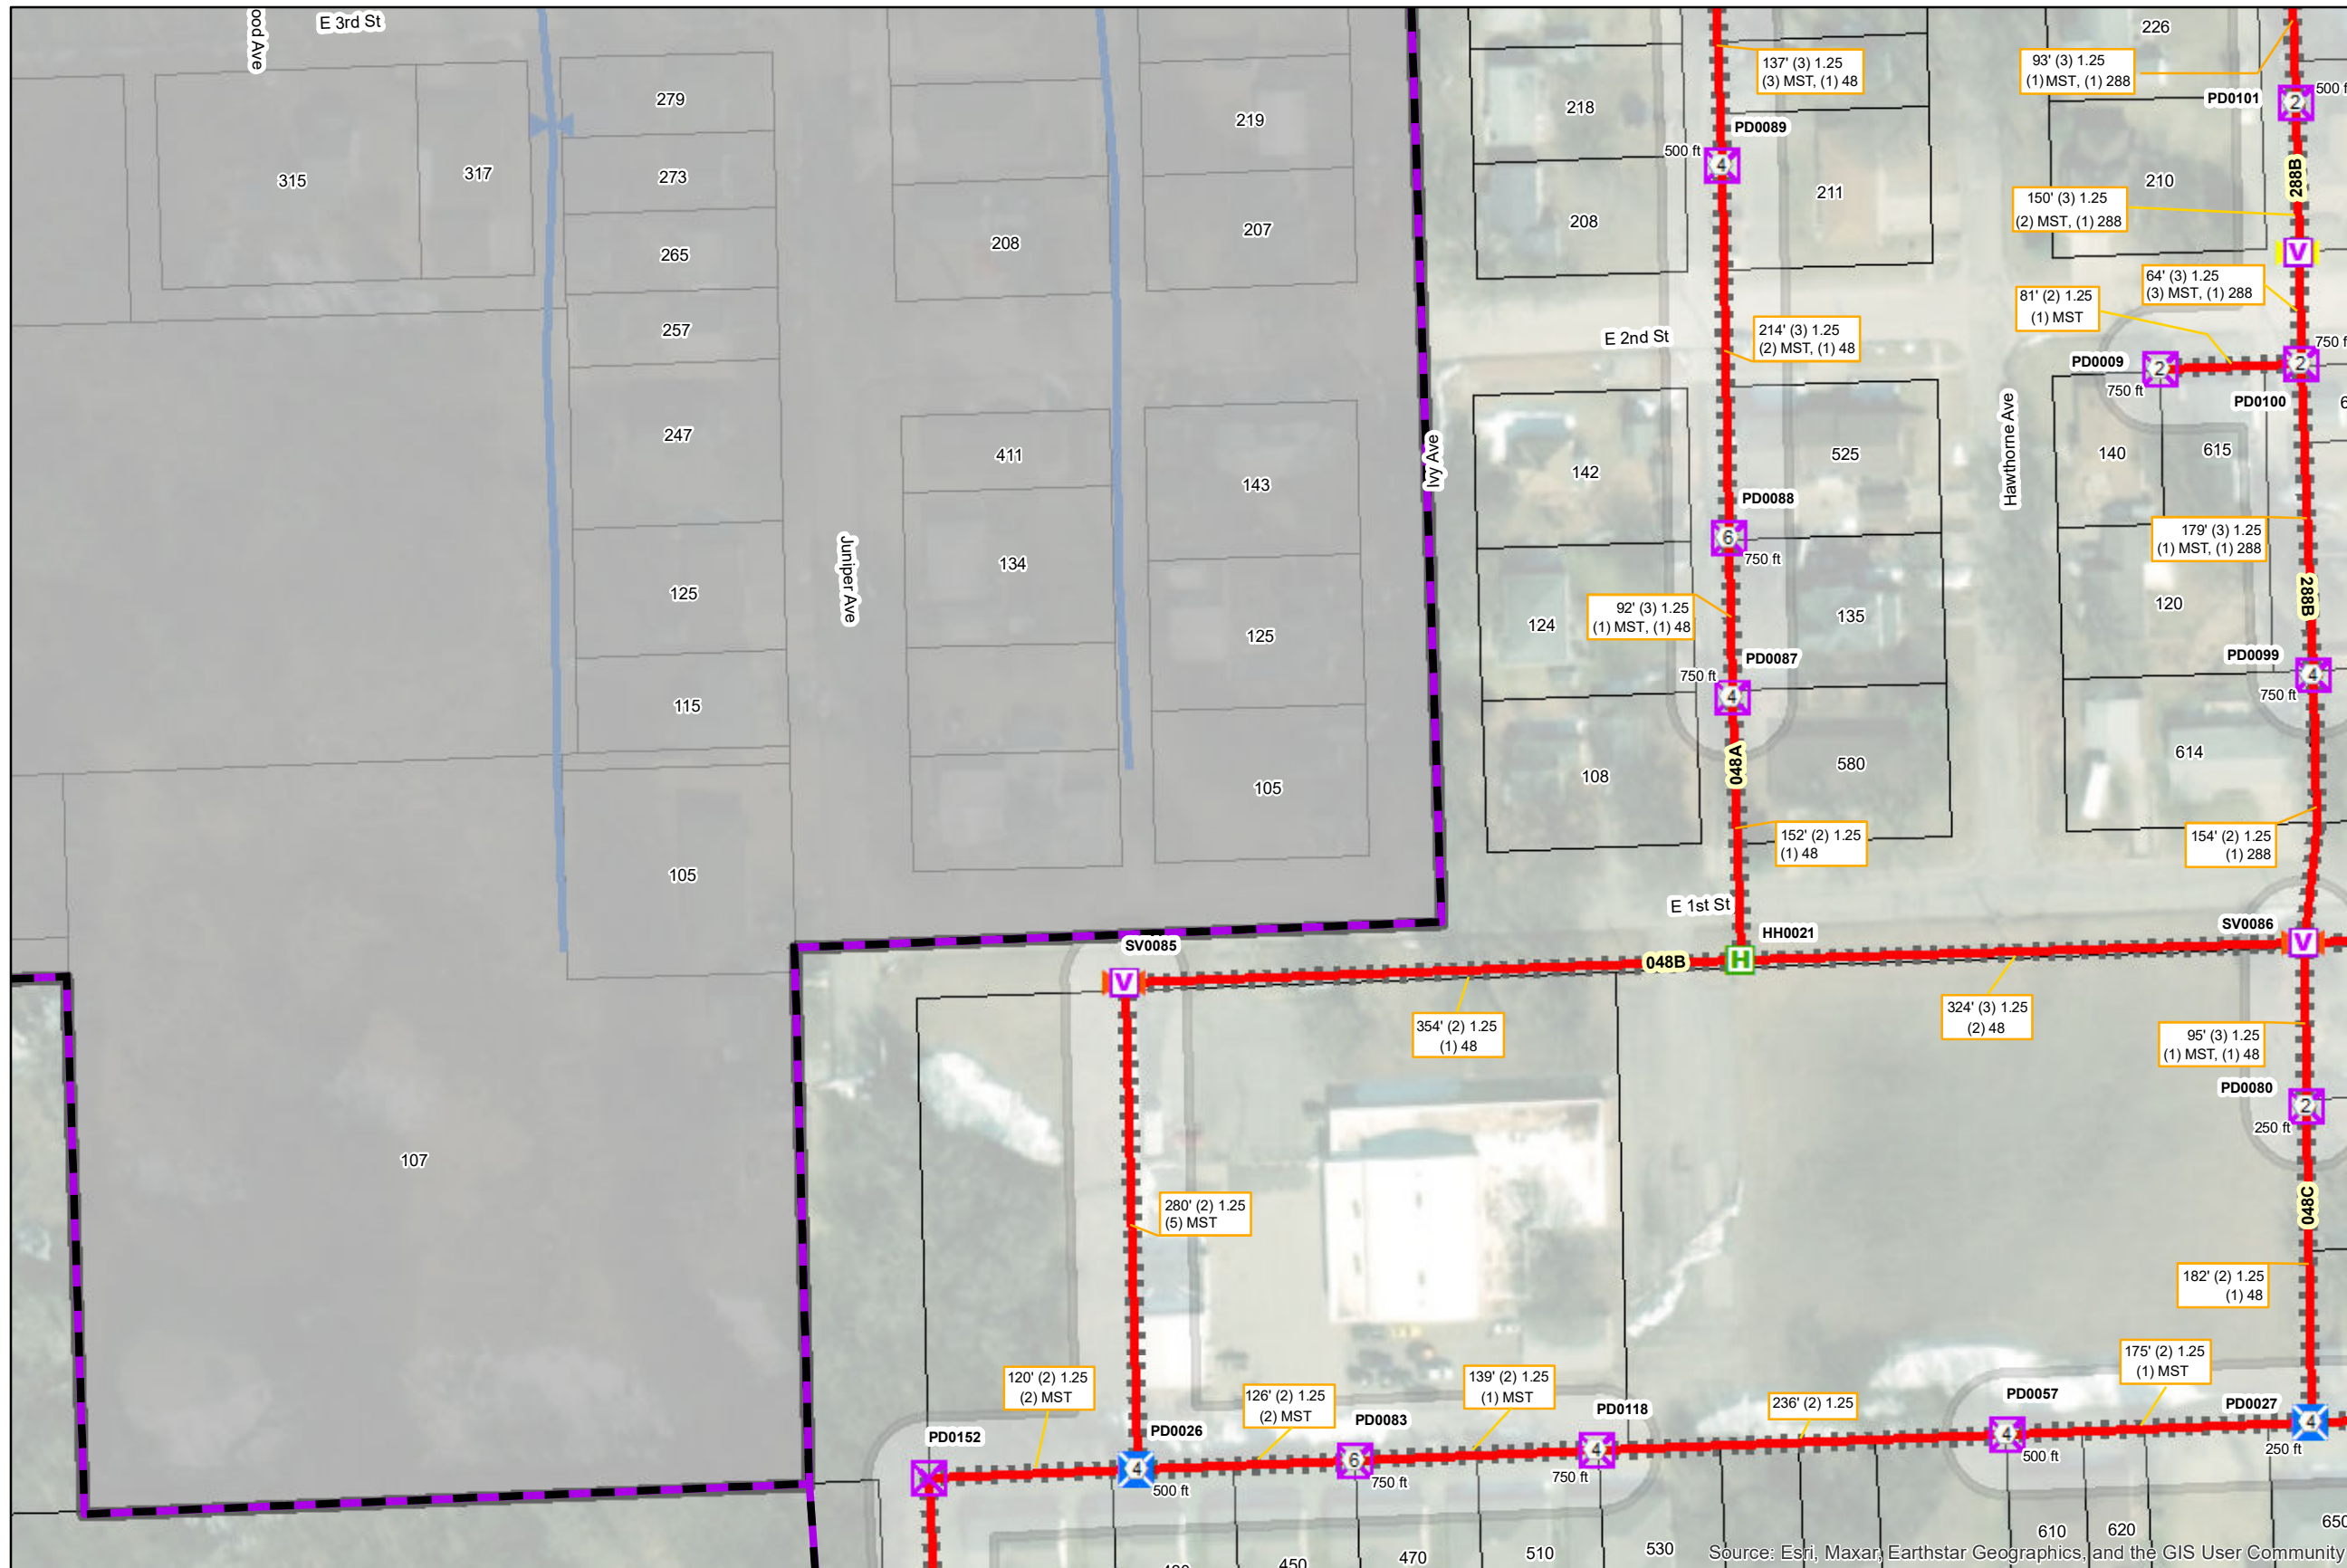 E 3rd St
ood Ave
226
137' (3) 1.25
(3) MST, (1) 48
93' (3) 1.25
(1) MST, (1) 288
PD0101
2
500 f
279
219
218
PD0089
500 ft
4
273
317
315
288B
210
211
150' (3) 1.25
(2) MST, (1) 288
208
207
208
265
V
64' (3) 1.25
(3) MST, (1) 288
81' (2) 1.25
(1) MST
257
E 2nd St
214' (3) 1.25
(2) MST, (1) 48
PD0009
2
750 ft
2
750 f
PD0100
247
411
143
Ivy Ave
142
525
Hawthorne Ave
140
615
6
PD0088
6
750 ft
179' (3) 1.25
(1) MST, (1) 288
134
Juniper Ave
125
125
124
92' (3) 1.25
(1) MST, (1) 48
135
120
288B
PD0087
750 ft
4
PD0099
4
750 ft
115
105
108
048A
580
614
152' (2) 1.25
(1) 48
154' (2) 1.25
(1) 288
105
E 1st St
SV0085
V
048B
HH0021
H
SV0086
V
354' (2) 1.25
(1) 48
324' (3) 1.25
(2) 48
95' (3) 1.25
(1) MST, (1) 48
PD0080
2
250 ft
107
280' (2) 1.25
(5) MST
048C
182' (2) 1.25
(1) 48
120' (2) 1.25
(2) MST
126' (2) 1.25
(2) MST
139' (2) 1.25
(1) MST
236' (2) 1.25
175' (2) 1.25
(1) MST
PD0152
PD0026
4
500 ft
PD0083
6
750 ft
PD0118
4
750 ft
PD0057
4
500 ft
PD0027
4
250 ft
450
470
510
530
610
620
650
Source: Esri, Maxar, Earthstar Geographics, and the GIS User Community